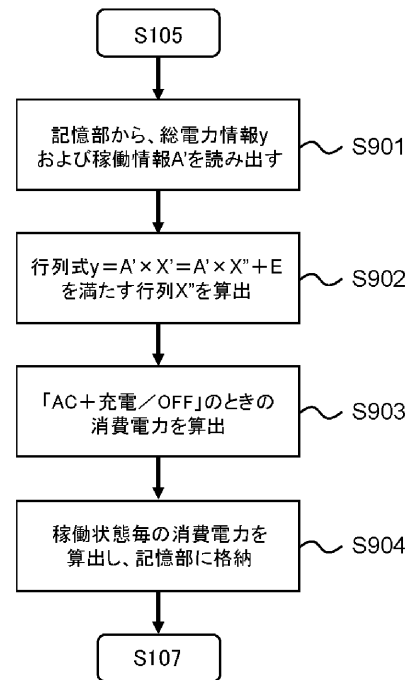 S105
記憶部から、総電力情報y
および稼働情報A'を読み出す
S901
行列式y=A'×X'=A'×X"+E
を満たす行列X"を算出
S902
「AC+充電/OFF」のときの
消費電力を算出
S903
稼働状態毎の消費電力を
算出し、記憶部に格納
S904
S107